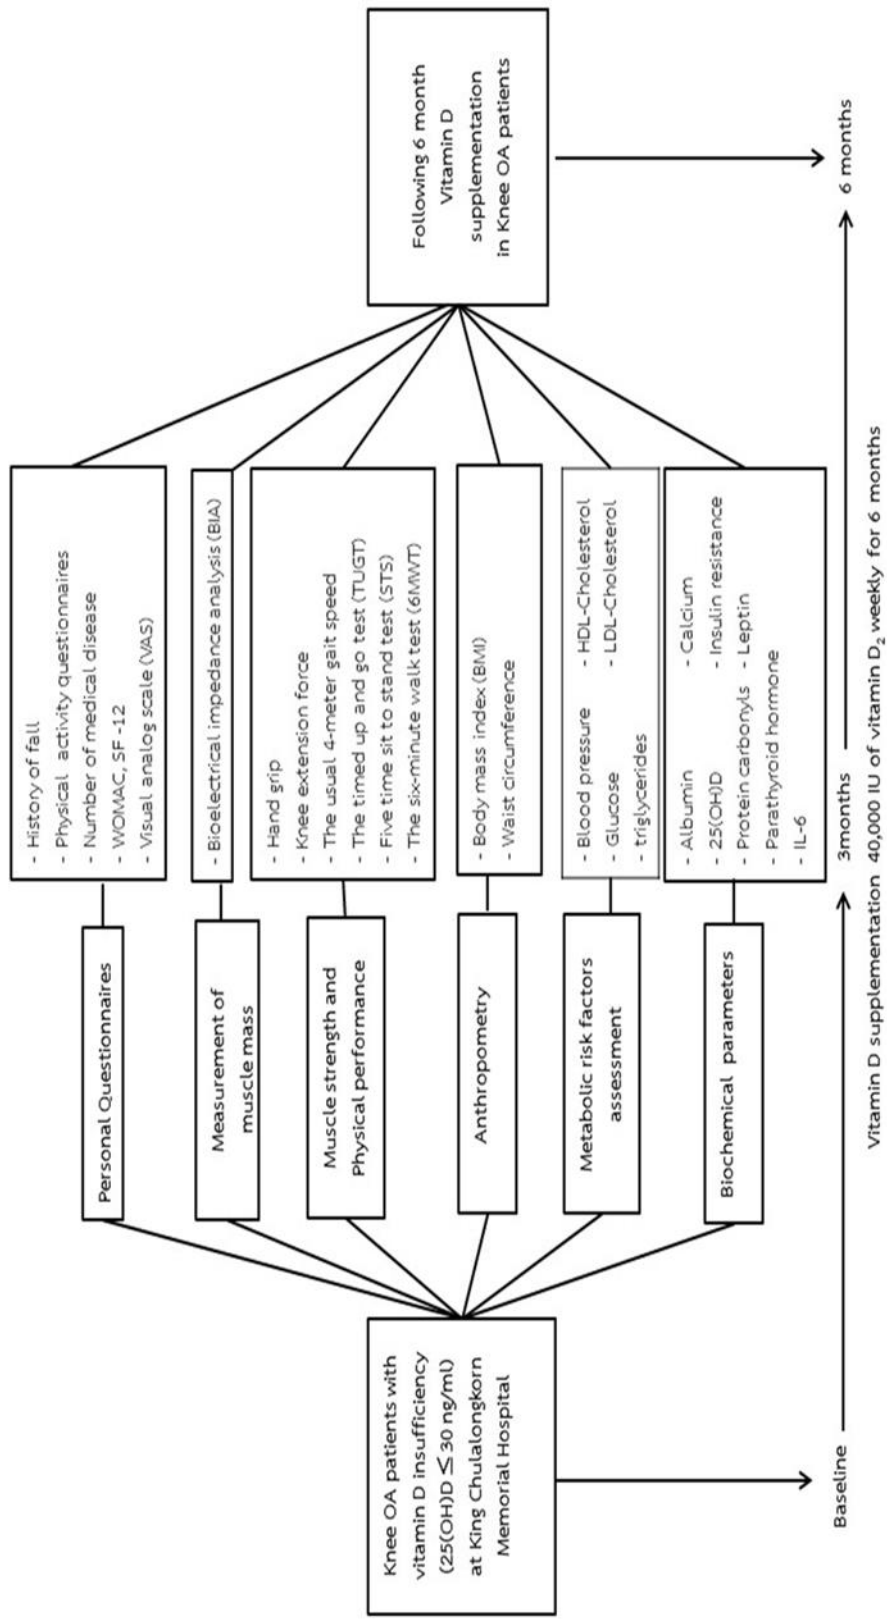 Knee OA patients with
vitamin D insufficiency
(25(OH)D ≤ 30 ng/ml)
at King Chulalongkorn
Memorial Hospital
Personal Questionnaires
- History of fall
- Physical activity questionnaires
- Number of medical disease
- WOMAC, SF -12
- Visual analog scale (VAS)
Measurement of
muscle mass
- Bioelectrical impedance analysis (BIA)
Muscle strength and
Physical performance
- Hand grip
- Knee extension force
- The usual 4-meter gait speed
- The timed up and go test (TUGT)
- Five time sit to stand test (STS)
- The six-minute walk test (6MWT)
Anthropometry
- Body mass index (BMI)
- Waist circumference
Metabolic risk factors
assessment
- Blood pressure - HDL-Cholesterol
- Glucose - LDL-Cholesterol
- triglycerides
Biochemical parameters
- Albumin - Calcium
- 25(OH)D - Insulin resistance
- Protein carbonyls - Leptin
- Parathyroid hormone
- IL-6
Following 6 month
Vitamin D
supplementation
in Knee OA patients
Baseline 3months 6 months
Vitamin D supplementation 40,000 IU of vitamin D₂ weekly for 6 months